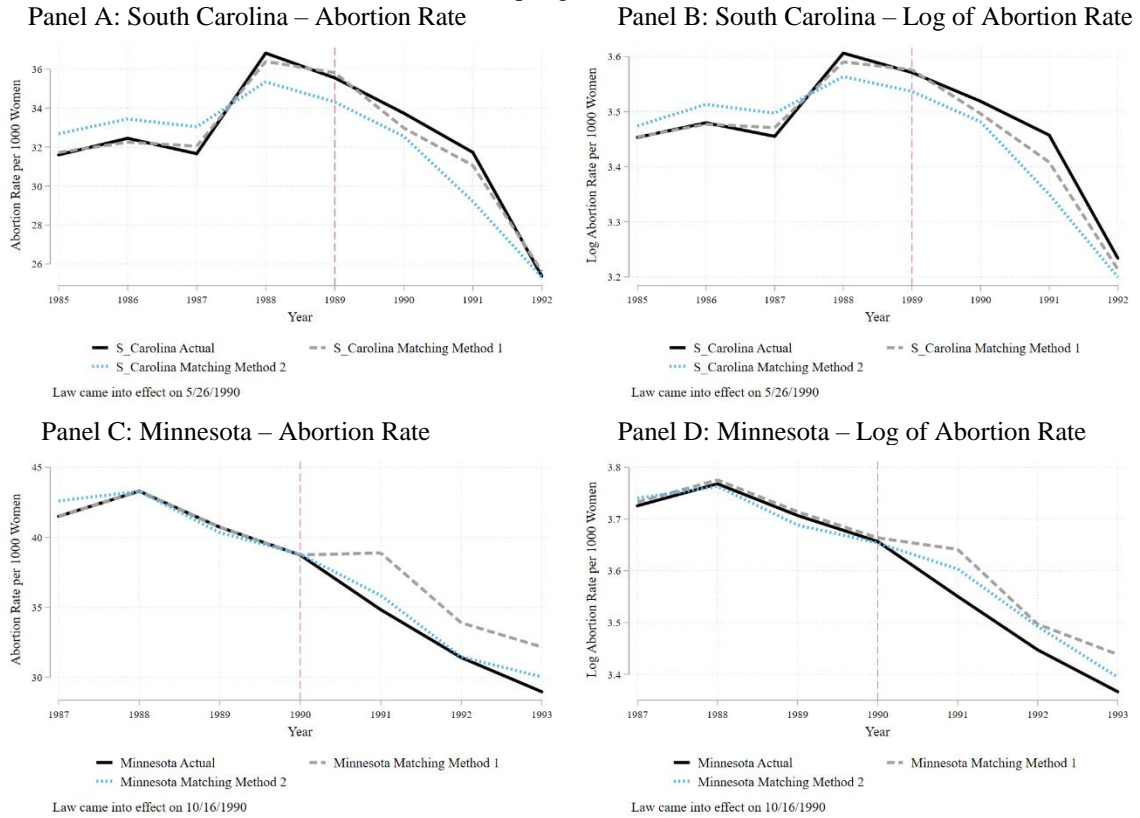 Panel A: South Carolina – Abortion Rate
Abortion Rate per 1000 Women
36
34
32
30
28
26
1985 1986 1987 1988 1989 1990 1991 1992
Year
S_Carolina Actual S_Carolina Matching Method 1
S_Carolina Matching Method 2
Law came into effect on 5/26/1990
Panel B: South Carolina – Log of Abortion Rate
Log Abortion Rate per 1000 Women
3.6
3.5
3.4
3.3
3.2
1985 1986 1987 1988 1989 1990 1991 1992
Year
S_Carolina Actual S_Carolina Matching Method 1
S_Carolina Matching Method 2
Law came into effect on 5/26/1990
Panel C: Minnesota – Abortion Rate
Abortion Rate per 1000 Women
45
40
35
30
1987 1988 1989 1990 1991 1992 1993
Year
Minnesota Actual Minnesota Matching Method 1
Minnesota Matching Method 2
Law came into effect on 10/16/1990
Panel D: Minnesota – Log of Abortion Rate
Log Abortion Rate per 1000 Women
3.8
3.7
3.6
3.5
3.4
1987 1988 1989 1990 1991 1992 1993
Year
Minnesota Actual Minnesota Matching Method 1
Minnesota Matching Method 2
Law came into effect on 10/16/1990